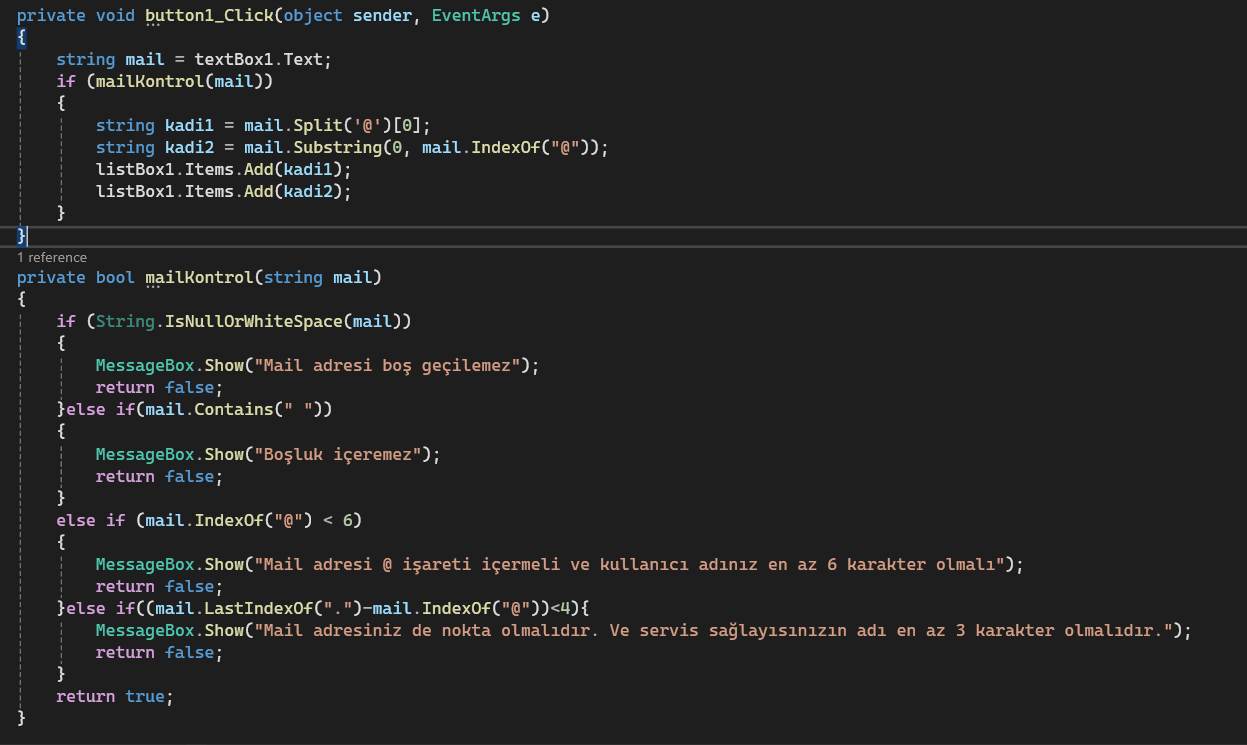 private void button1_Click(object sender, EventArgs e)
{
    string mail = textBox1.Text;
    if (mailKontrol(mail))
    {
        string kadi1 = mail.Split('@')[0];
        string kadi2 = mail.Substring(0, mail.IndexOf("@"));
        listBox1.Items.Add(kadi1);
        listBox1.Items.Add(kadi2);
    }
}
1 reference
private bool mailKontrol(string mail)
{
    if (String.IsNullOrWhiteSpace(mail))
    {
        MessageBox.Show("Mail adresi boş geçilemez");
        return false;
    }else if(mail.Contains(" "))
    {
        MessageBox.Show("Boşluk içeremez");
        return false;
    }
    else if (mail.IndexOf("@") < 6)
    {
        MessageBox.Show("Mail adresi @ işareti içermeli ve kullanıcı adınız en az 6 karakter olmalı");
        return false;
    }else if((mail.LastIndexOf(".")-mail.IndexOf("@"))<4){
        MessageBox.Show("Mail adresiniz de nokta olmalıdır. Ve servis sağlayısınızın adı en az 3 karakter olmalıdır.");
        return false;
    }
    return true;
}